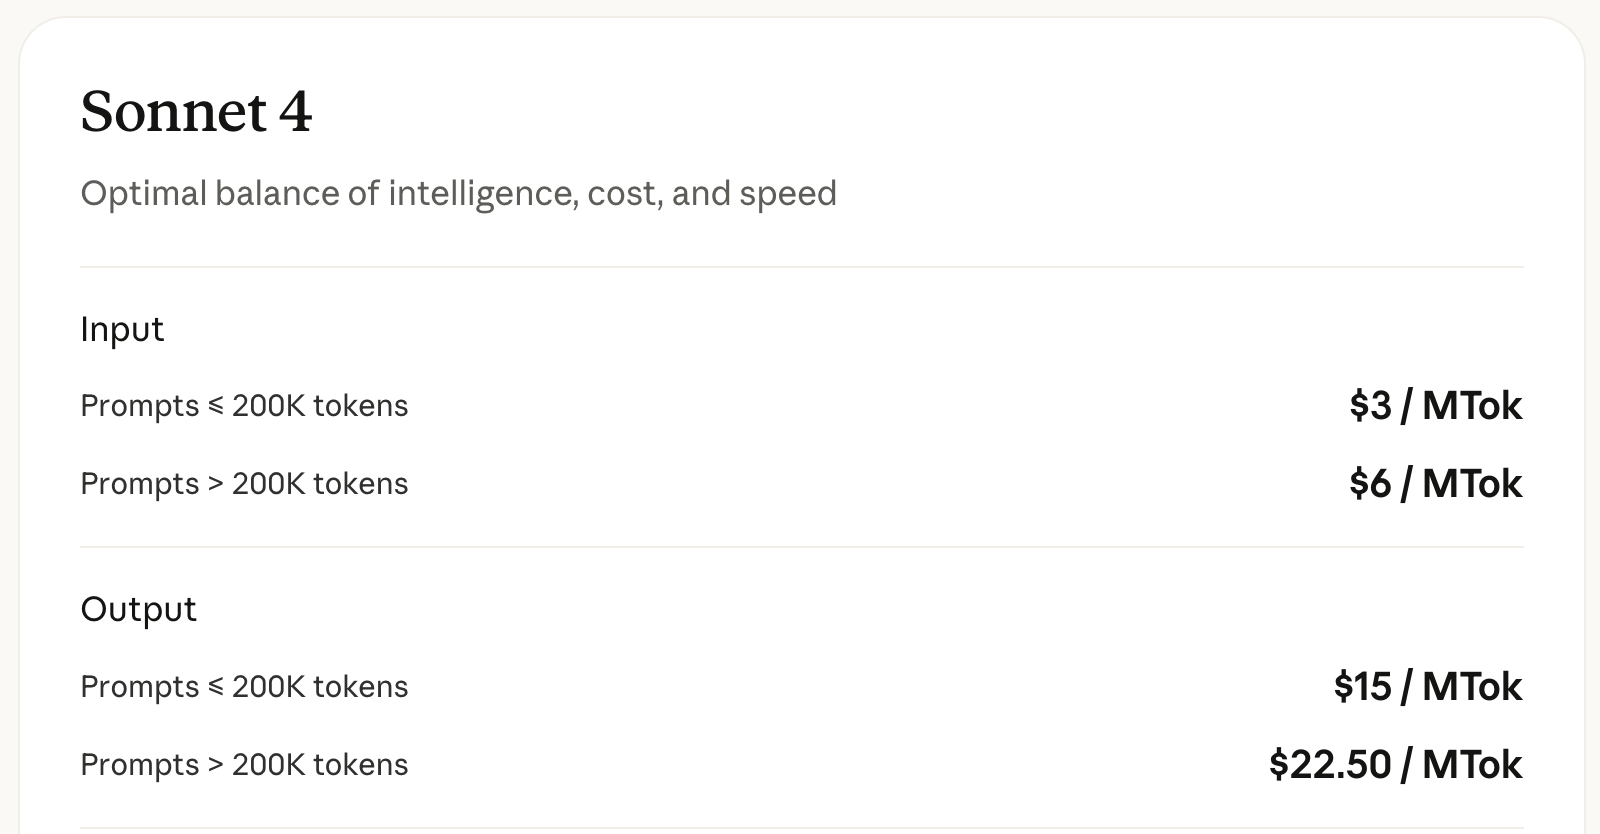 Sonnet 4
Optimal balance of intelligence, cost, and speed
Input
Prompts ≤ 200K tokens $3 / MTok
Prompts > 200K tokens $6 / MTok
Output
Prompts ≤ 200K tokens $15 / MTok
Prompts > 200K tokens $22.50 / MTok